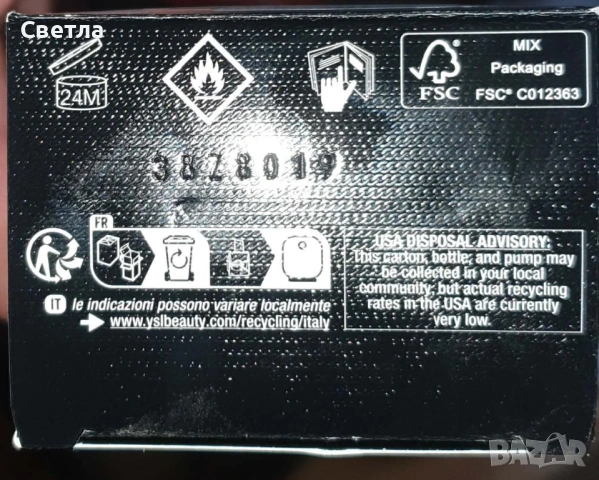 Светла
24M
FSC
MIX
Packaging
FSC® C012363
38Z8019
FR
IT le indicazioni possono variare localmente
www.yslbeauty.com/recycling/italy
USA DISPOSAL ADVISORY:
This carton, bottle, and pump may
be collected in your local
community, but actual recycling
rates in the USA are currently
very low.
BAZAR